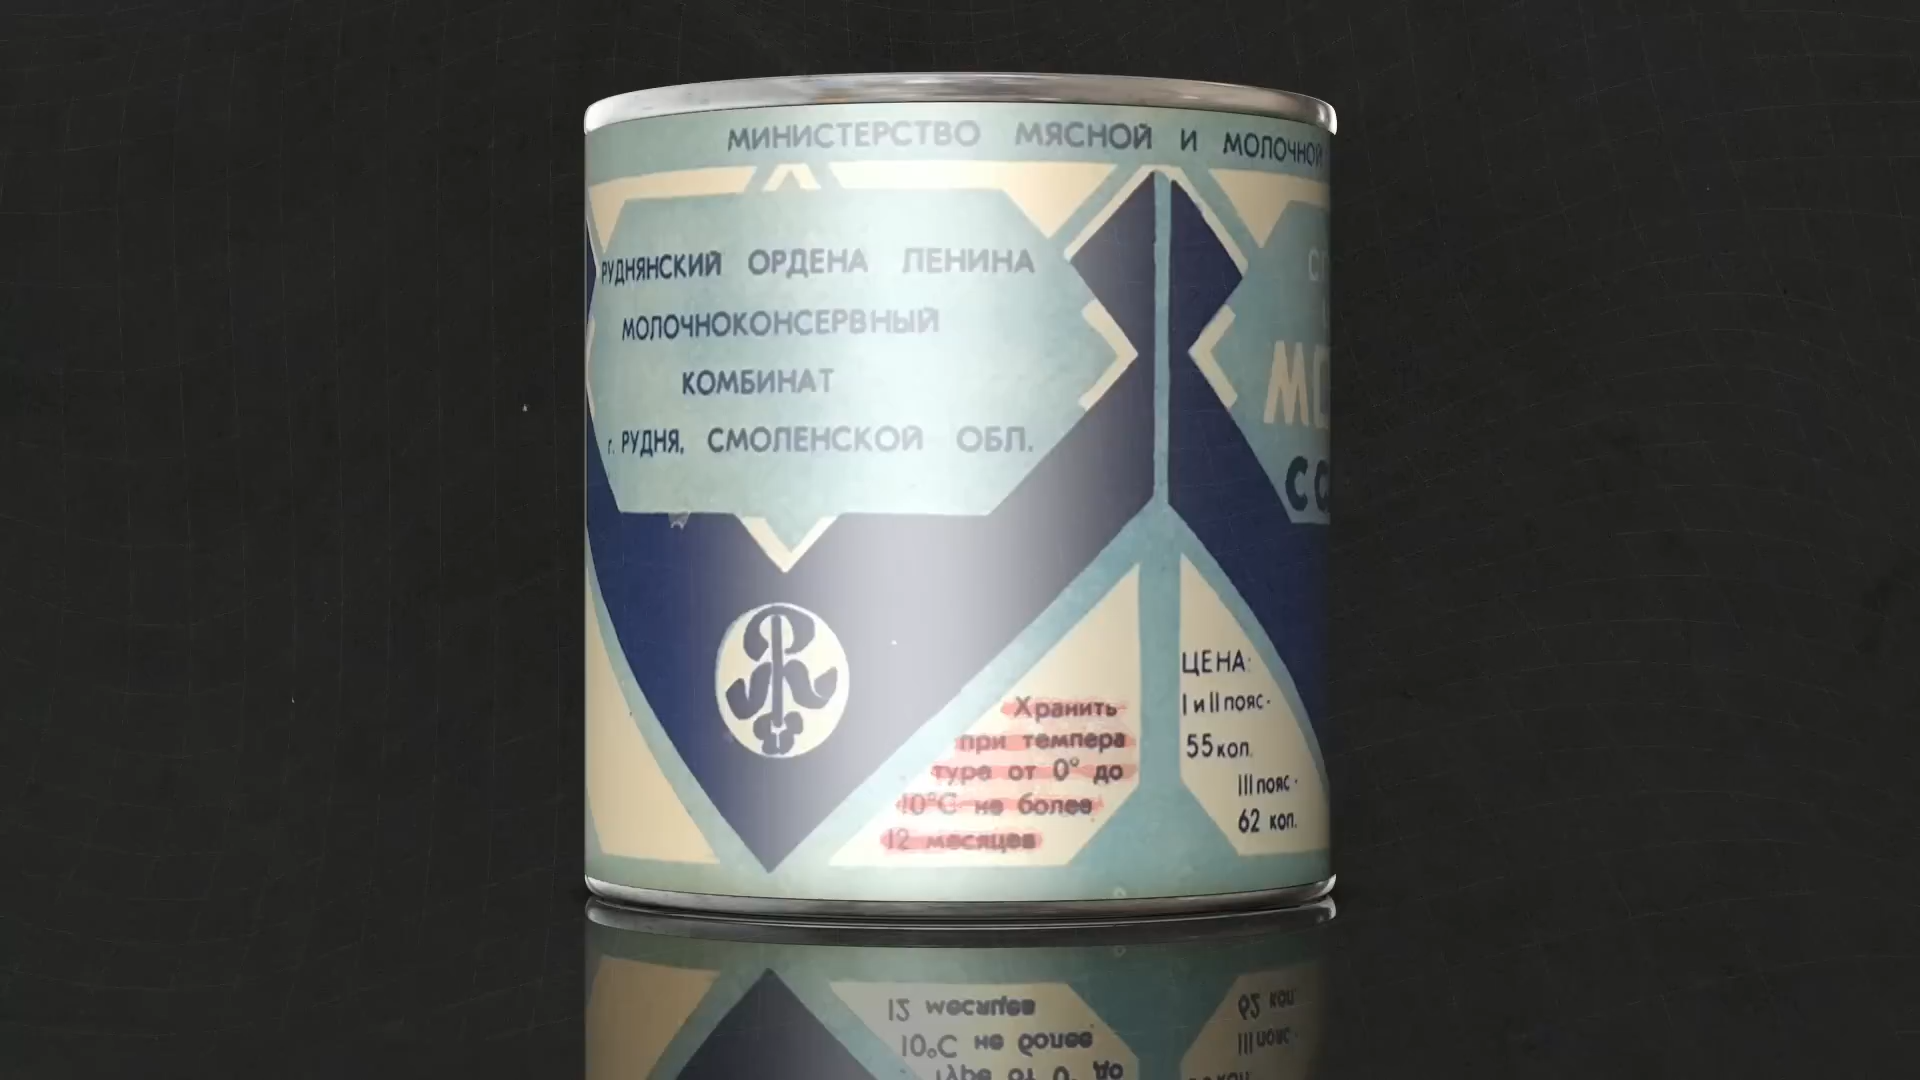 МИНИСТЕРСТВО МЯСНОЙ И МОЛОЧНОЙ
РУДНЯНСКИЙ ОРДЕНА ЛЕНИНА
МОЛОЧНОКОНСЕРВНЫЙ
КОМБИНАТ
г. РУДНЯ, СМОЛЕНСКОЙ ОБЛ.
Хранить
при темпера
туре от 0° до
10°С не более
12 месяцев
ЦЕНА:
I и II пояс-
55 коп.
III пояс-
62 коп.